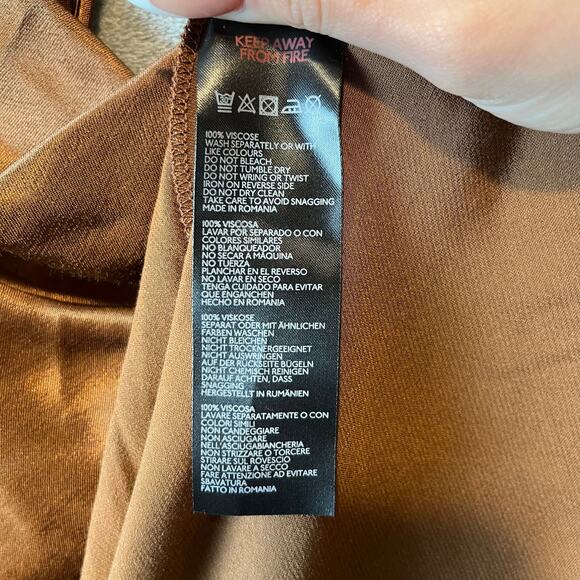 KEEP AWAY
FROM FIRE
100% VISCOSE
WASH SEPARATELY OR WITH
LIKE COLOURS
DO NOT BLEACH
DO NOT TUMBLE DRY
DO NOT WRING OR TWIST
IRON ON REVERSE SIDE
DO NOT DRY CLEAN
TAKE CARE TO AVOID SNAGGING
MADE IN ROMANIA
100% VISCOSA
LAVAR POR SEPARADO O CON
COLORES SIMILARES
NO BLANQUEADOR
NO SECAR A MÁQUINA
NO TUERZA
PLANCHAR EN EL REVERSO
NO LAVAR EN SECO
TENGA CUIDADO PARA EVITAR
QUE ENGANCHEN
HECHO EN ROMANIA
100% VISKOSE
SEPARAT ODER MIT ÄHNLICHEN
FARBEN WASCHEN
NICHT BLEICHEN
NICHT TROCKNERGEEIGNET
NICHT AUSWRINGEN
AUF DER RÜCKSEITE BÜGELN
NICHT CHEMISCH REINIGEN
DARAUF ACHTEN, DASS
SNAGGING
HERGESTELLT IN RUMÄNIEN
100% VISCOSA
LAVARE SEPARATAMENTE O CON
COLORI SIMILI
NON CANDEGGIARE
NON ASCIUGARE
NELL'ASCIUGABIANCHERIA
NON STRIZZARE O TORCERE
STIRARE SUL ROVESCIO
NON LAVARE A SECCO
FARE ATTENZIONE AD EVITARE
SBAVATURA
FATTO IN ROMANIA